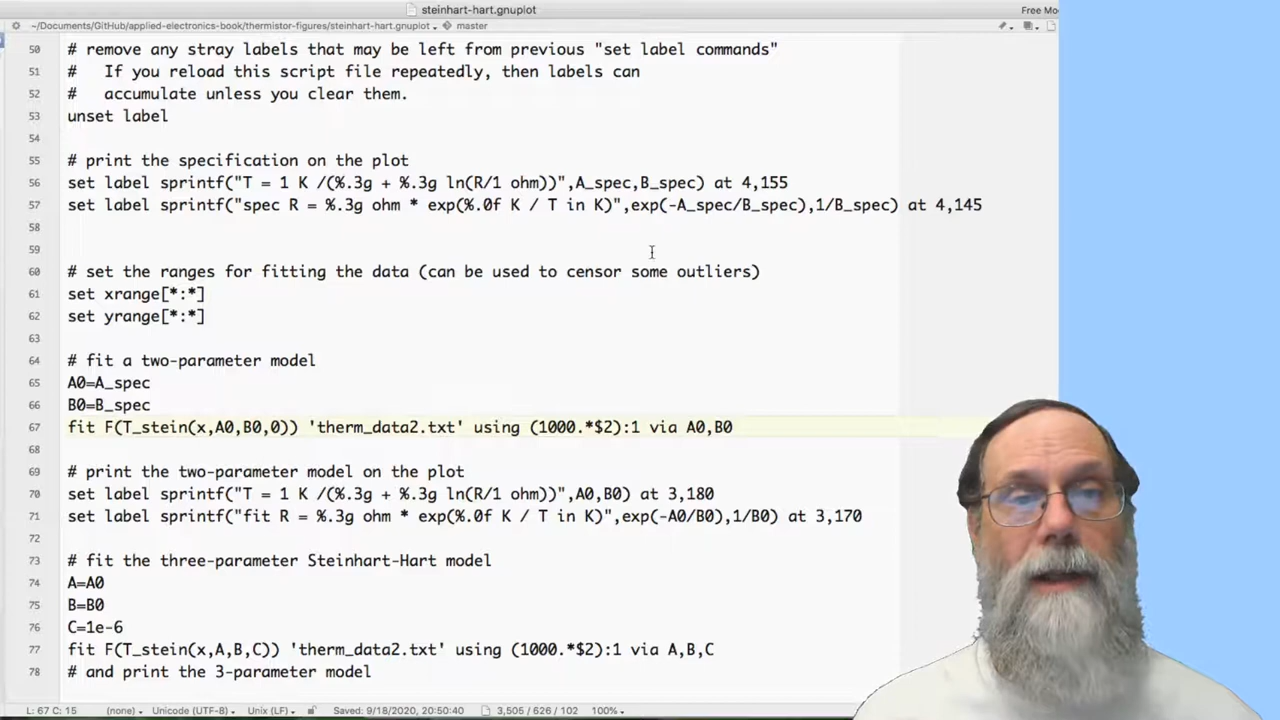 steinhart-hart.gnuplot
Free Mo
~/Documents/GitHub/applied-electronics-book/thermistor-figures/steinhart-hart.gnuplot master
50 # remove any stray labels that may be left from previous "set label commands"
51 #   If you reload this script file repeatedly, then labels can
52 #   accumulate unless you clear them.
53 unset label
54
55 # print the specification on the plot
56 set label sprintf("T = 1 K /(%.3g + %.3g ln(R/1 ohm))",A_spec,B_spec) at 4,155
57 set label sprintf("spec R = %.3g ohm * exp(%.0f K / T in K)",exp(-A_spec/B_spec),1/B_spec) at 4,145
58
59
60 # set the ranges for fitting the data (can be used to censor some outliers)
61 set xrange[*:*]
62 set yrange[*:*]
63
64 # fit a two-parameter model
65 A0=A_spec
66 B0=B_spec
67 fit F(T_stein(x,A0,B0,0)) 'therm_data2.txt' using (1000.*$2):1 via A0,B0
68
69 # print the two-parameter model on the plot
70 set label sprintf("T = 1 K /(%.3g + %.3g ln(R/1 ohm))",A0,B0) at 3,180
71 set label sprintf("fit R = %.3g ohm * exp(%.0f K / T in K)",exp(-A0/B0),1/B0) at 3,170
72
73 # fit the three-parameter Steinhart-Hart model
74 A=A0
75 B=B0
76 C=1e-6
77 fit F(T_stein(x,A,B,C)) 'therm_data2.txt' using (1000.*$2):1 via A,B,C
78 # and print the 3-parameter model
L: 67 C: 15 (none) Unicode (UTF-8) Unix (LF) Saved: 9/18/2020, 20:50:40 3,505 / 626 / 102 100%